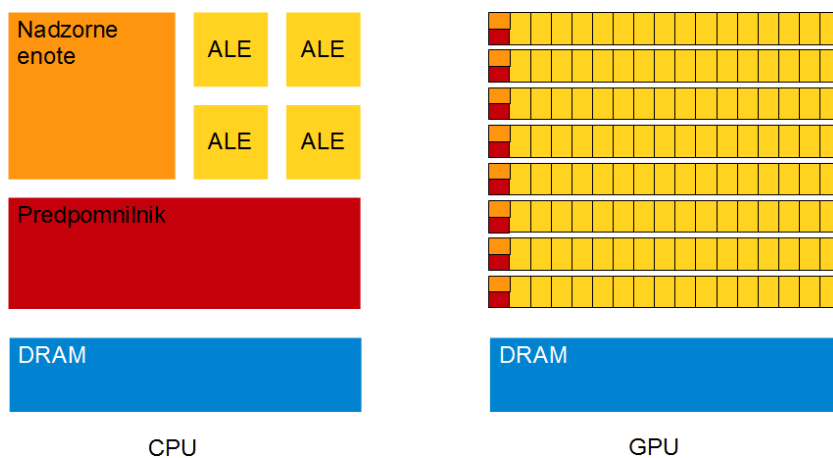 Nadzorne
enote
ALE
ALE
ALE
ALE
Predpomnilnik
DRAM
CPU
DRAM
GPU